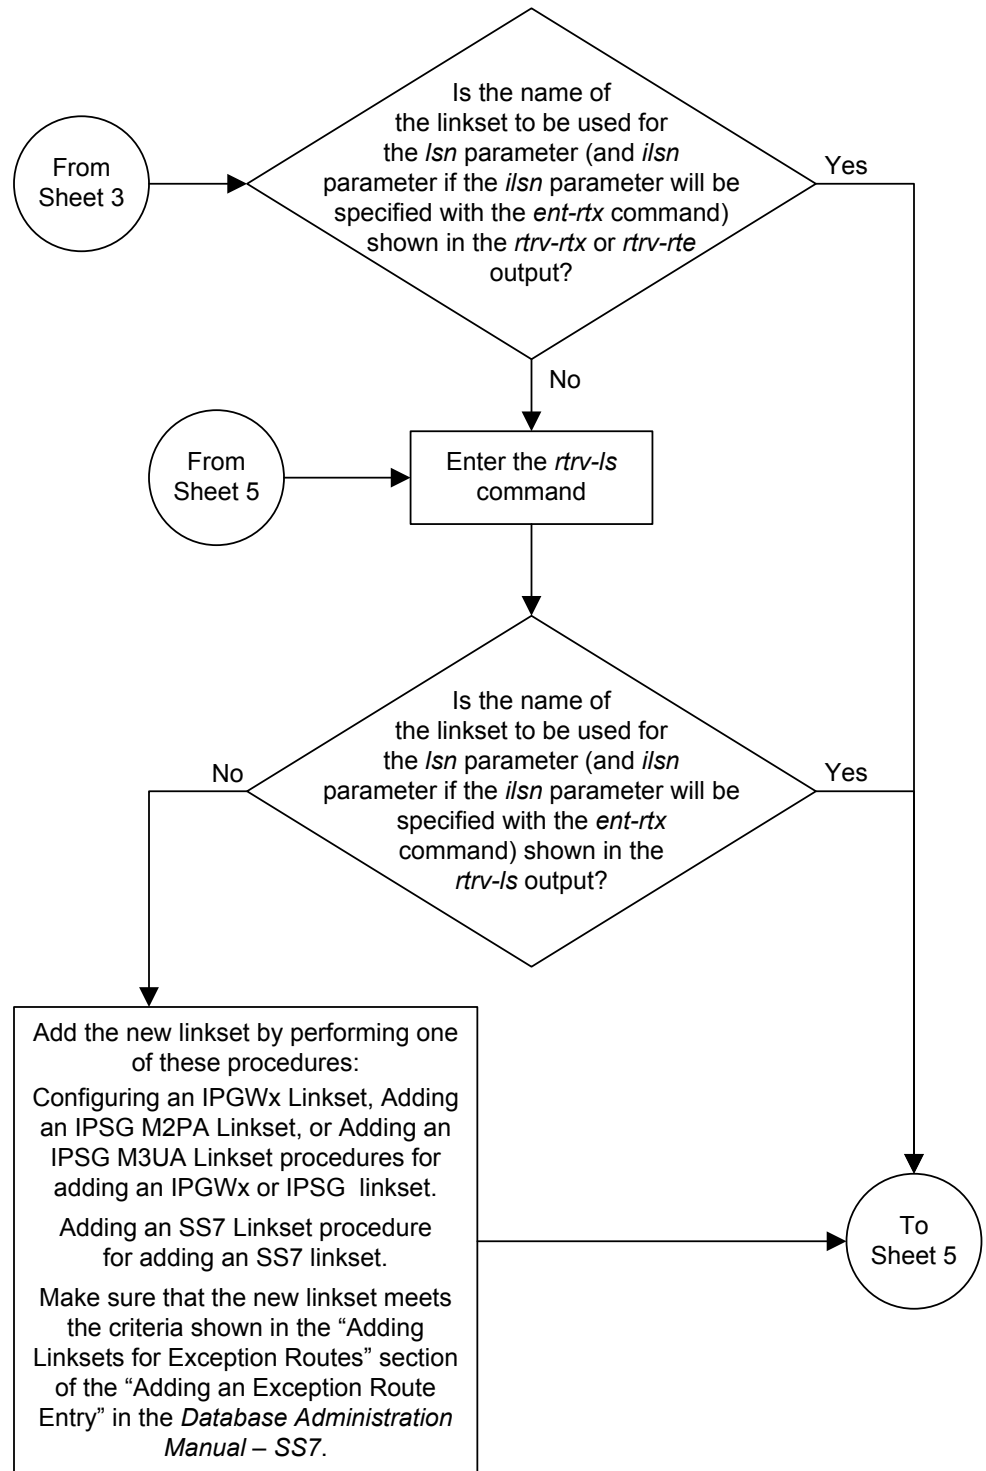 Is the name of
the linkset to be used for
the lsn parameter (and ilsn
parameter if the ilsn parameter will be
specified with the ent-rtx command)
shown in the rtrv-rtx or rtrv-rte
output?
From
Sheet 3
Yes
No
From
Sheet 5
Enter the rtrv-ls
command
Is the name of
the linkset to be used for
the lsn parameter (and ilsn
parameter if the ilsn parameter will be
specified with the ent-rtx
command) shown in the
rtrv-ls output?
No
Yes
Add the new linkset by performing one
of these procedures:
Configuring an IPGWx Linkset, Adding
an IPSG M2PA Linkset, or Adding an
IPSG M3UA Linkset procedures for
adding an IPGWx or IPSG linkset.
Adding an SS7 Linkset procedure
for adding an SS7 linkset.
Make sure that the new linkset meets
the criteria shown in the “Adding
Linksets for Exception Routes” section
of the “Adding an Exception Route
Entry” in the Database Administration
Manual – SS7.
To
Sheet 5